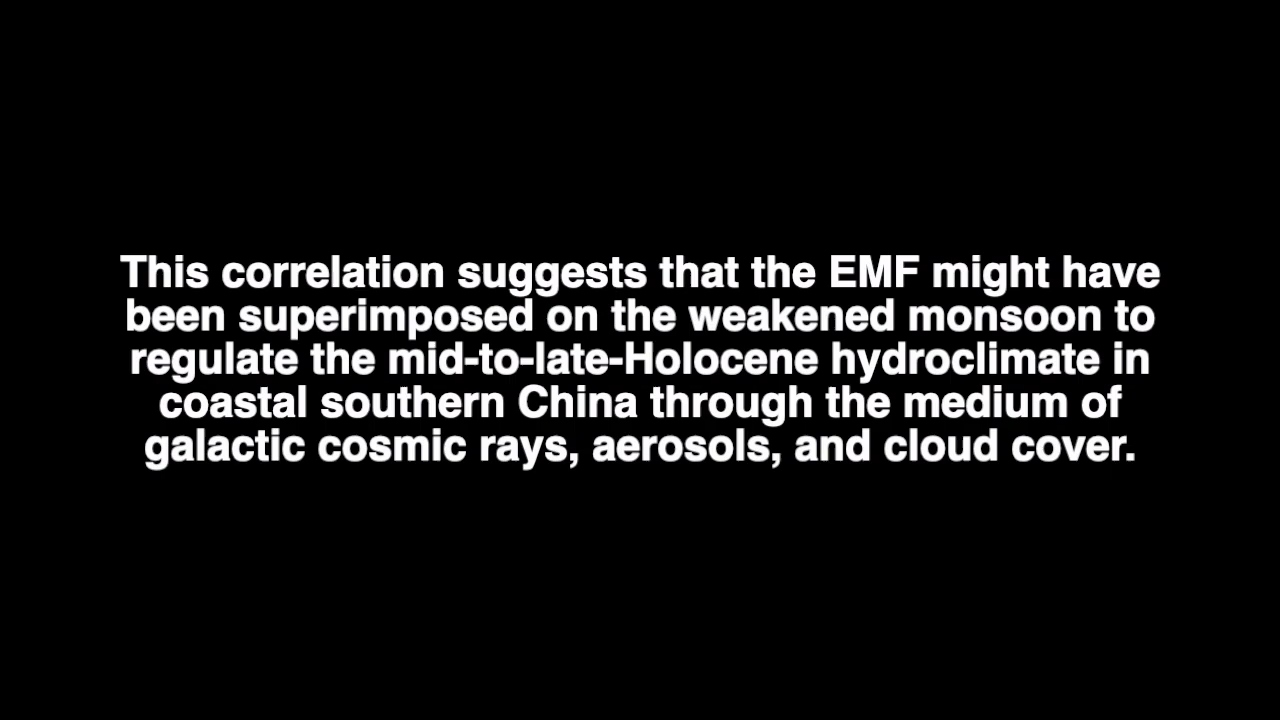 This correlation suggests that the EMF might have
been superimposed on the weakened monsoon to
regulate the mid-to-late-Holocene hydroclimate in
coastal southern China through the medium of
galactic cosmic rays, aerosols, and cloud cover.